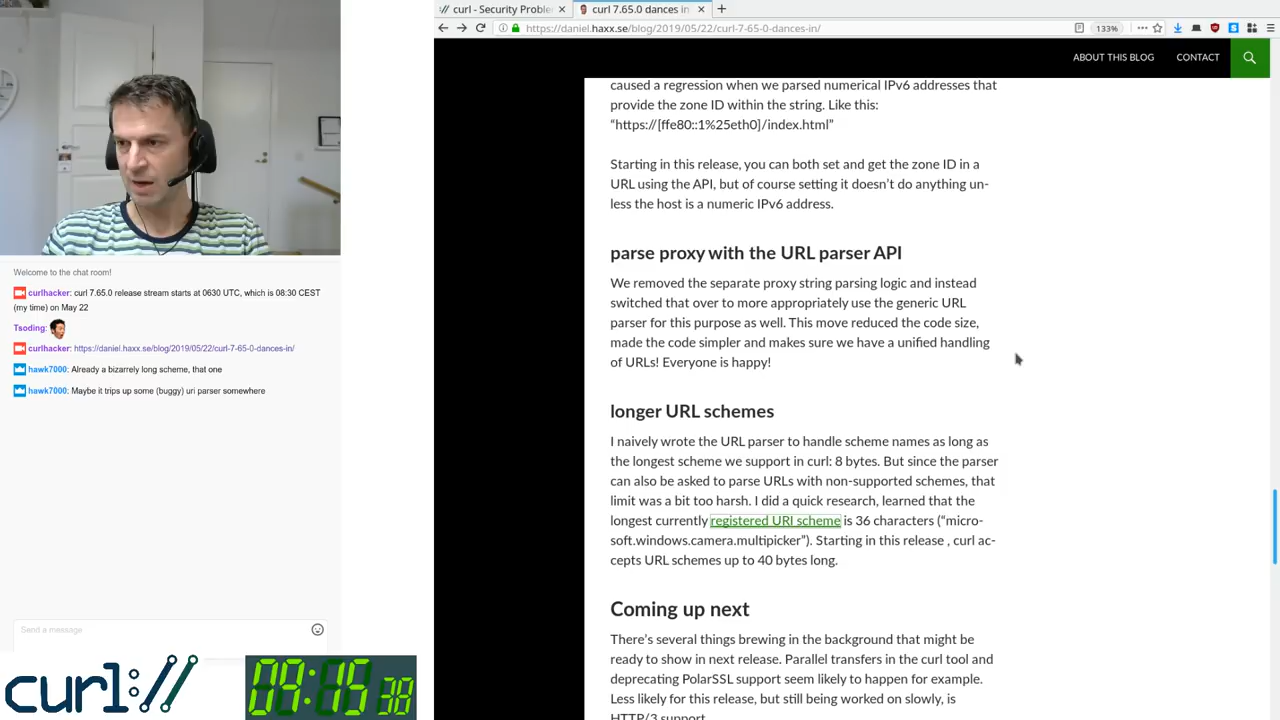 curl - Security Proble
curl 7.65.0 dances in
https://daniel.haxx.se/blog/2019/05/22/curl-7-65-0-dances-in/
133%
ABOUT THIS BLOG
CONTACT
caused a regression when we parsed numerical IPv6 addresses that
provide the zone ID within the string. Like this:
“https://[ffe80::1%25eth0]/index.html”
Starting in this release, you can both set and get the zone ID in a
URL using the API, but of course setting it doesn’t do anything un-
less the host is a numeric IPv6 address.
parse proxy with the URL parser API
We removed the separate proxy string parsing logic and instead
switched that over to more appropriately use the generic URL
parser for this purpose as well. This move reduced the code size,
made the code simpler and makes sure we have a unified handling
of URLs! Everyone is happy!
longer URL schemes
I naively wrote the URL parser to handle scheme names as long as
the longest scheme we support in curl: 8 bytes. But since the parser
can also be asked to parse URLs with non-supported schemes, that
limit was a bit too harsh. I did a quick research, learned that the
longest currently registered URI scheme is 36 characters (“micro-
soft.windows.camera.multipicker”). Starting in this release , curl ac-
cepts URL schemes up to 40 bytes long.
Coming up next
There’s several things brewing in the background that might be
ready to show in next release. Parallel transfers in the curl tool and
deprecating PolarSSL support seem likely to happen for example.
Less likely for this release, but still being worked on slowly, is
HTTP/3 support.
Welcome to the chat room!
curlhacker: curl 7.65.0 release stream starts at 0630 UTC, which is 08:30 CEST
(my time) on May 22
Tsoding:
curlhacker: https://daniel.haxx.se/blog/2019/05/22/curl-7-65-0-dances-in/
hawk7000: Already a bizarrely long scheme, that one
hawk7000: Maybe it trips up some (buggy) uri parser somewhere
Send a message
curl://
09:15 38